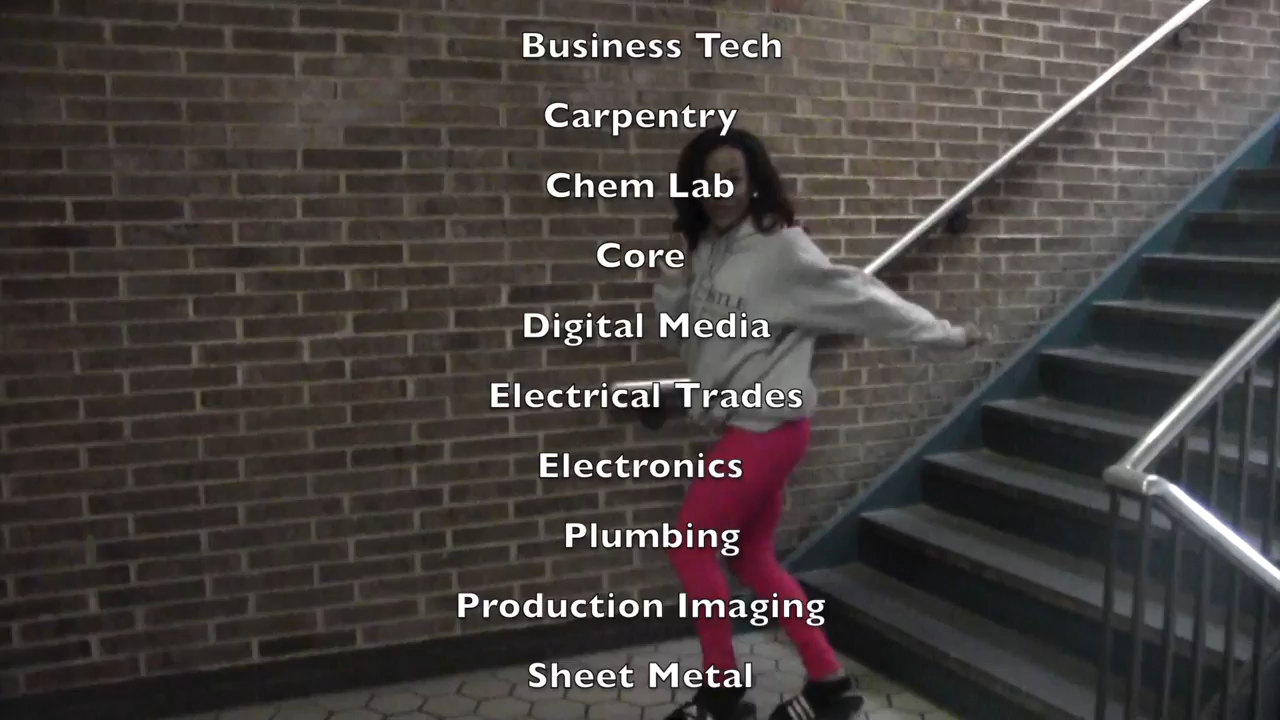 Business Tech
Carpentry
Chem Lab
Core
Digital Media
Electrical Trades
Electronics
Plumbing
Production Imaging
Sheet Metal